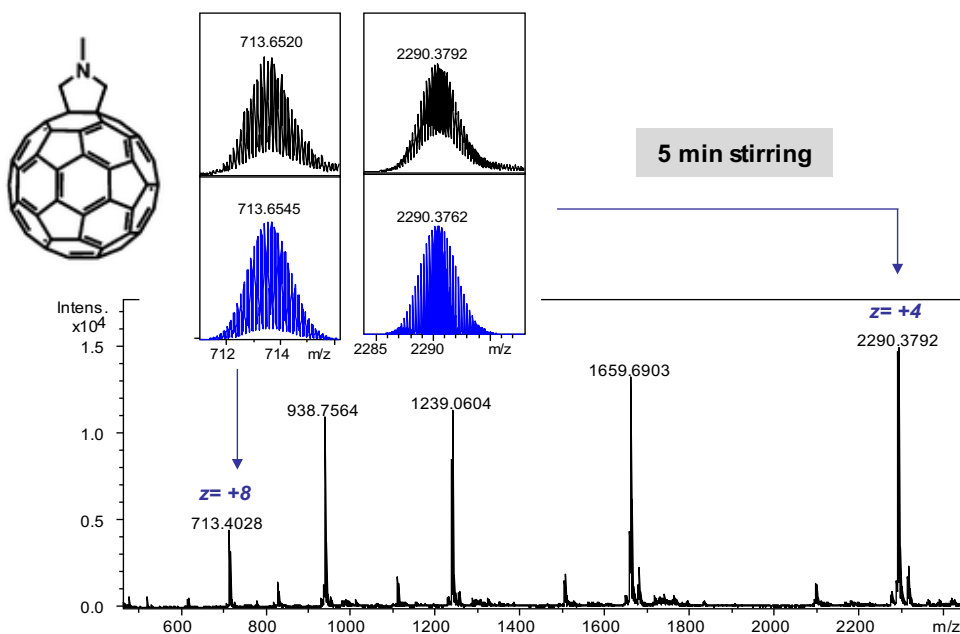 N
713.6520
2290.3792
5 min stirring
713.6545
2290.3762
712 714 m/z
2285 2290 m/z
Intens.
x10⁴
z= +4
2290.3792
1.5
1659.6903
938.7564
1239.0604
1.0
z= +8
713.4028
0.5
0.0
600 800 1000 1200 1400 1600 1800 2000 2200 m/z